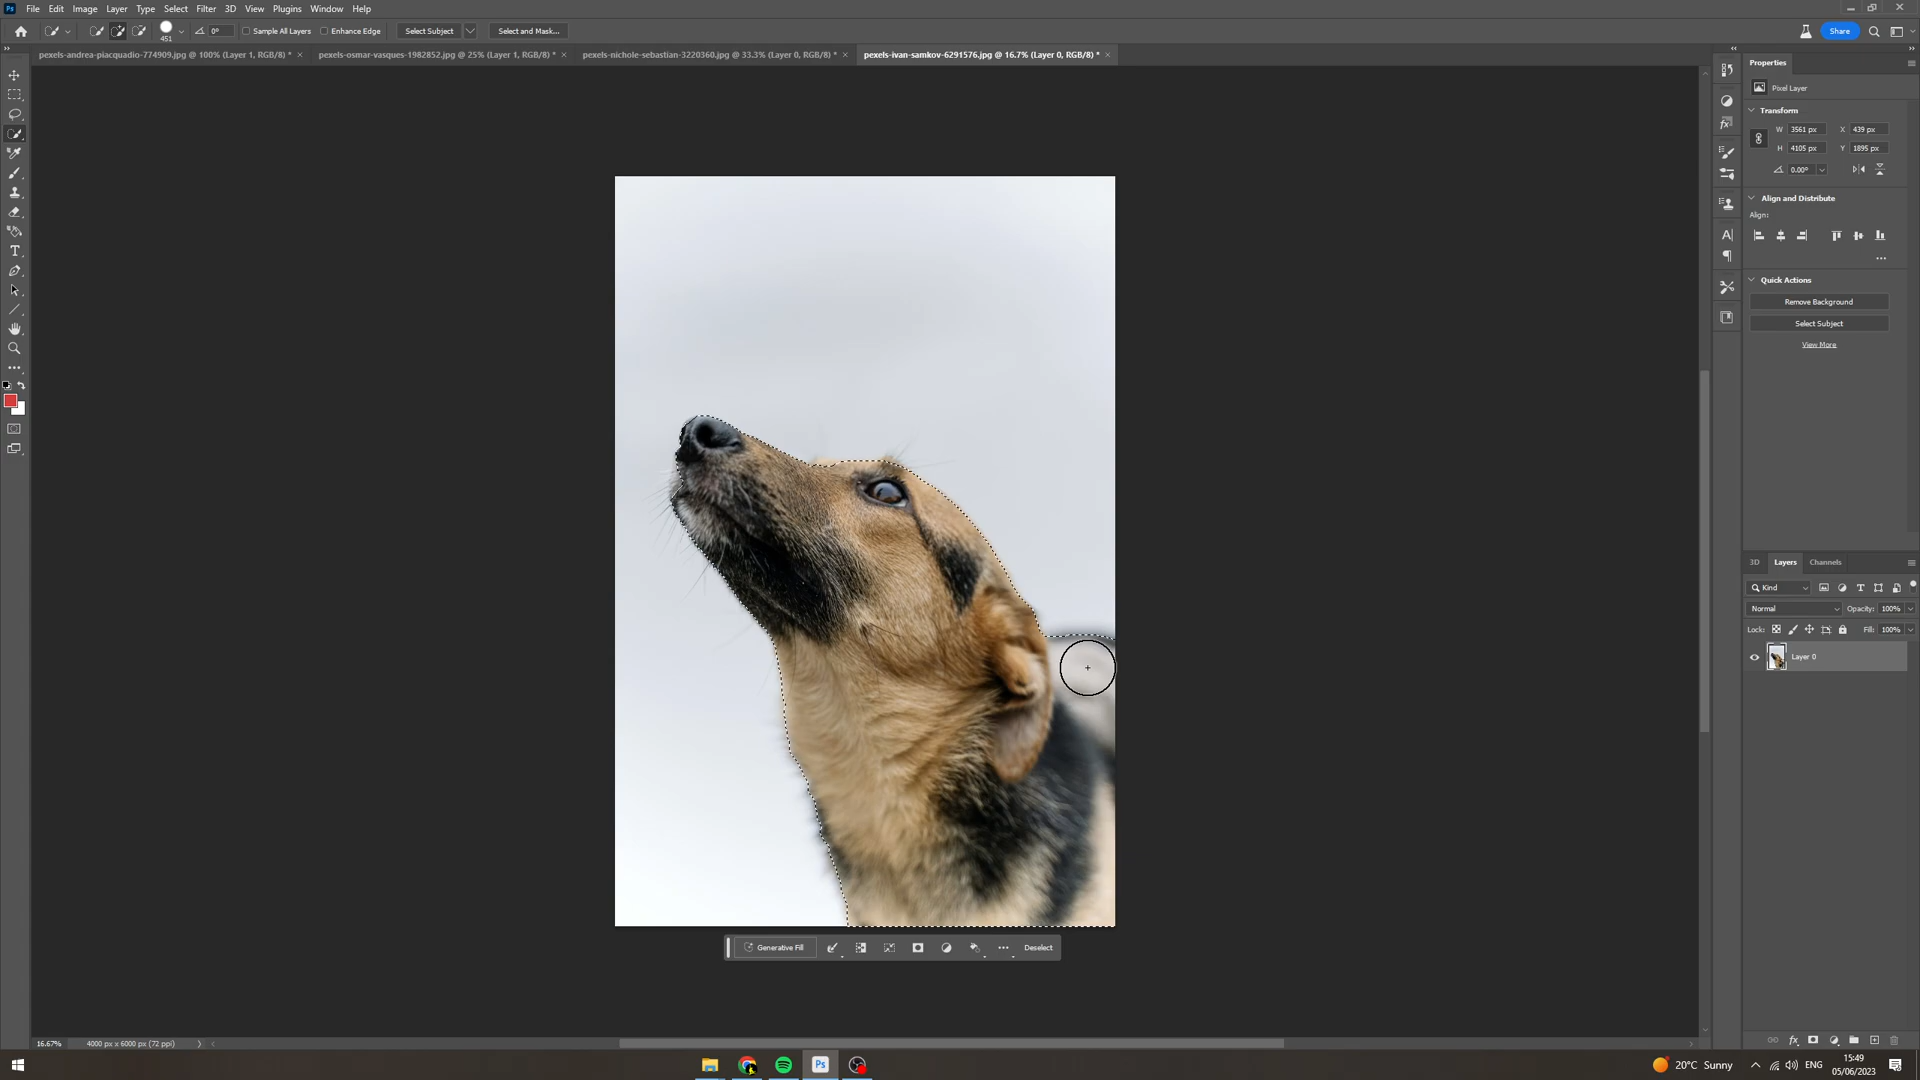 Ps File Edit Image Layer Type Select Filter 3D View Plugins Window Help
451 0° Sample All Layers Enhance Edge Select Subject Select and Mask... Share
pexels-andrea-piacquadio-774909.jpg @ 100% (Layer 1, RGB/8) * × pexels-osmar-vasques-1982852.jpg @ 25% (Layer 1, RGB/8) * × pexels-nichole-sebastian-3220360.jpg @ 33.3% (Layer 0, RGB/8) * × pexels-ivan-samkov-6291576.jpg @ 16.7% (Layer 0, RGB/8) * ×
Properties
Pixel Layer
Transform
W 3561 px X 439 px
H 4105 px Y 1895 px
0.00°
Align and Distribute
Align:
Quick Actions
Remove Background
Select Subject
View More
3D Layers Channels
Kind
Normal Opacity: 100%
Lock: Fill: 100%
Layer 0
Generative Fill Deselect
16.67% 4000 px x 6000 px (72 ppi)
Ps 20°C Sunny ENG 15:49
05/06/2023